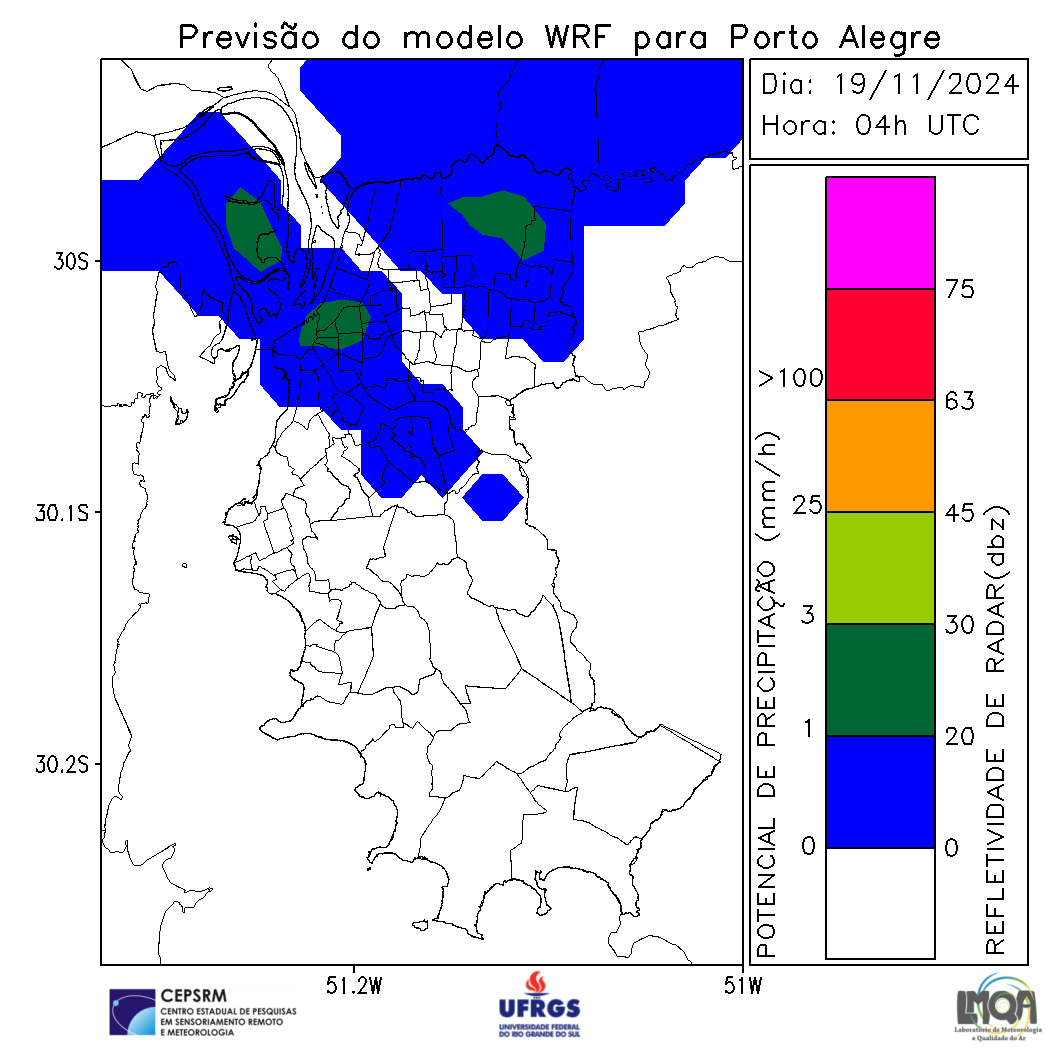 Previsão do modelo WRF para Porto Alegre
Dia: 19/11/2024
Hora: 04h UTC
30S
30.1S
30.2S
51.2W
51W
POTENCIAL DE PRECIPITAÇÃO (mm/h)
>100
25
3
1
0
75
63
45
30
20
0
REFLETIVIDADE DE RADAR(dbz)
CEPSRM
CENTRO ESTADUAL DE PESQUISAS
EM SENSORIAMENTO REMOTO
E METEOROLOGIA
UFRGS
UNIVERSIDADE FEDERAL
DO RIO GRANDE DO SUL
LMQA
Laboratório de Meteorologia
e Qualidade do Ar